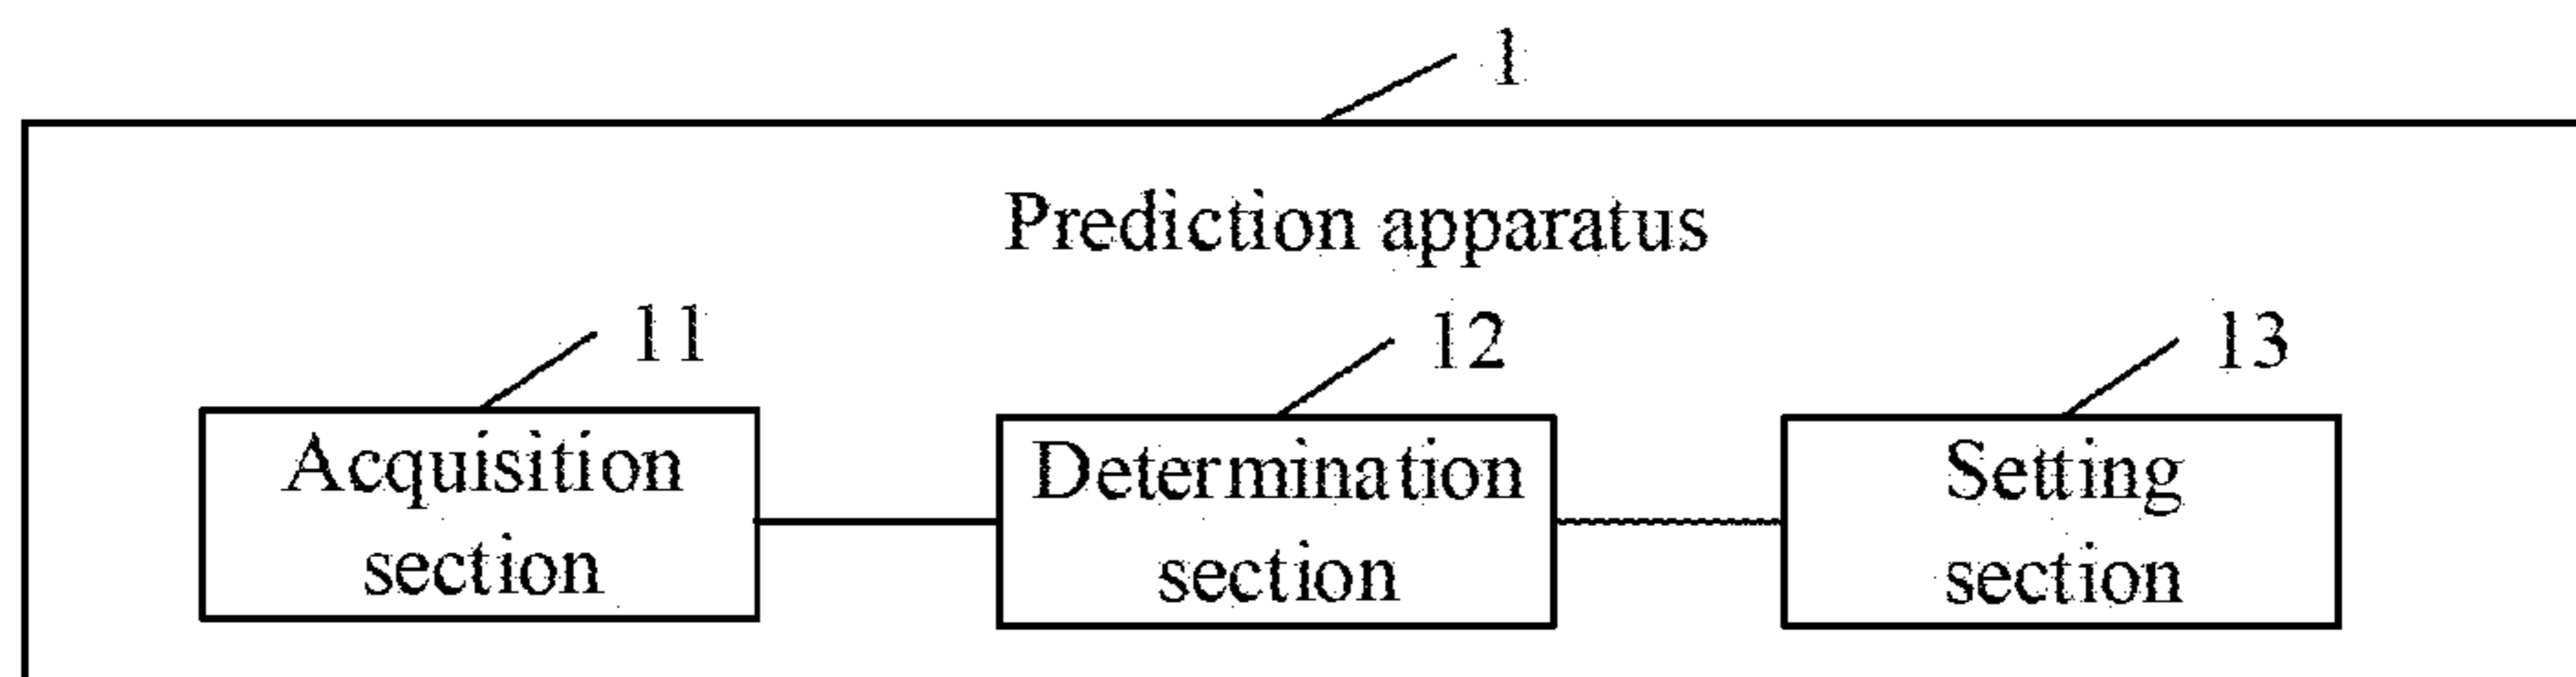 1
Prediction apparatus
11
12
13
Acquisition
section
Determination
section
Setting
section